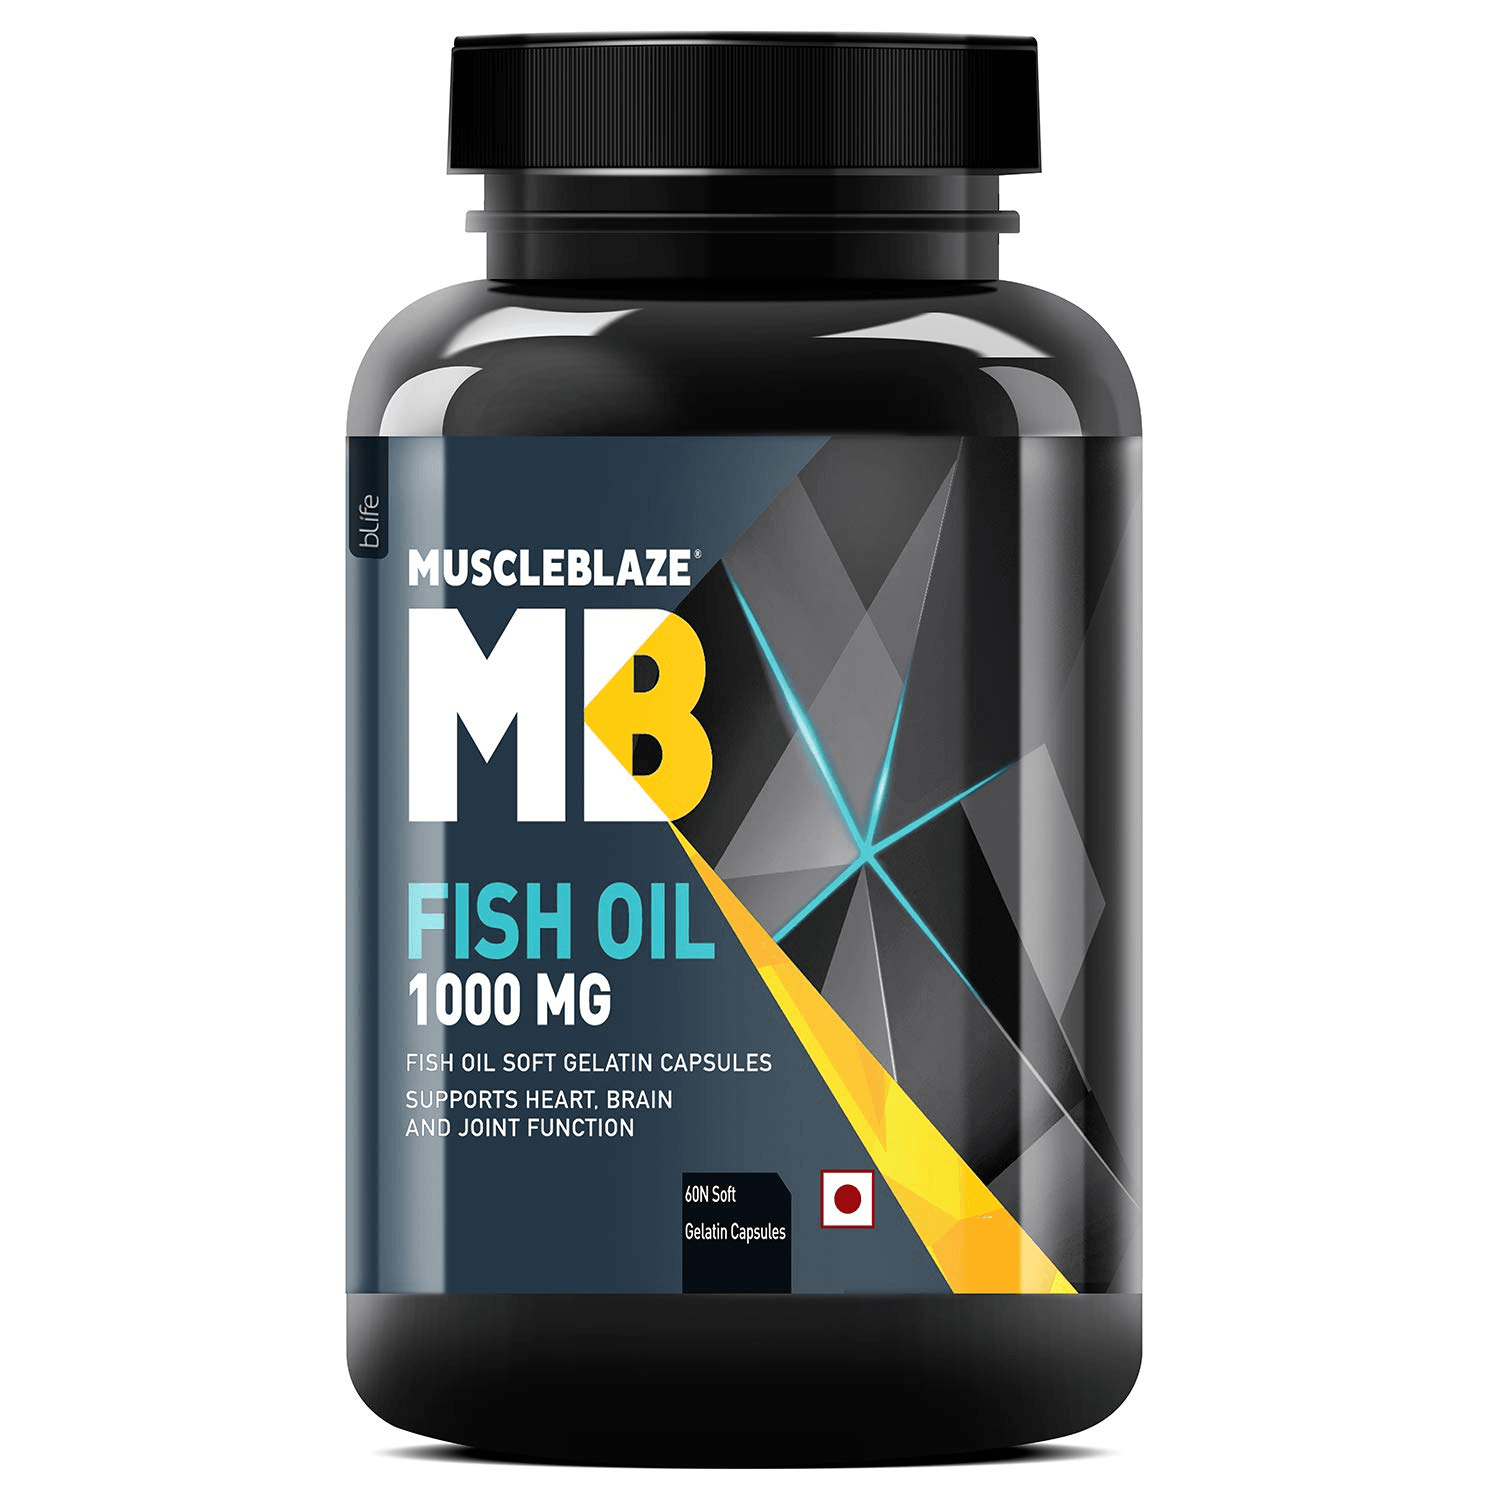 bLife
MUSCLEBLAZE®
MB
FISH OIL
1000 MG
FISH OIL SOFT GELATIN CAPSULES
SUPPORTS HEART, BRAIN
AND JOINT FUNCTION
60N Soft
Gelatin Capsules